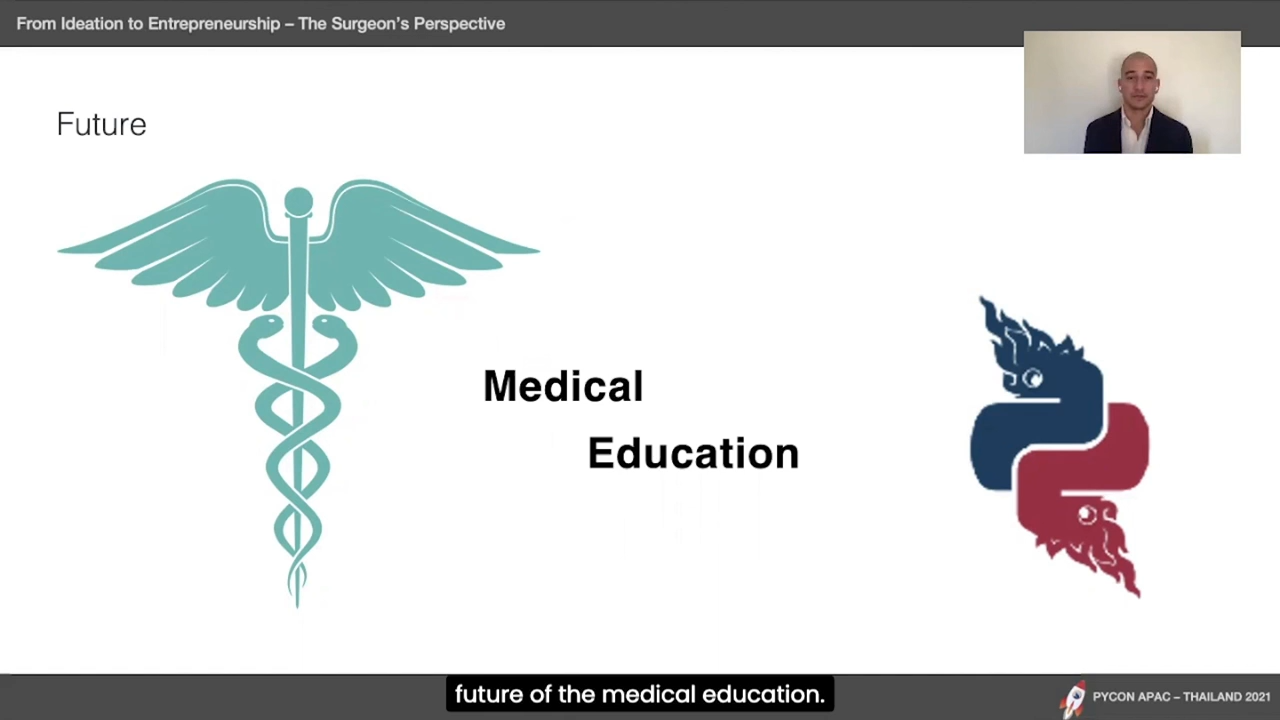 From Ideation to Entrepreneurship – The Surgeon's Perspective
Future
Medical
Education
future of the medical education.
PYCON APAC – THAILAND 2021